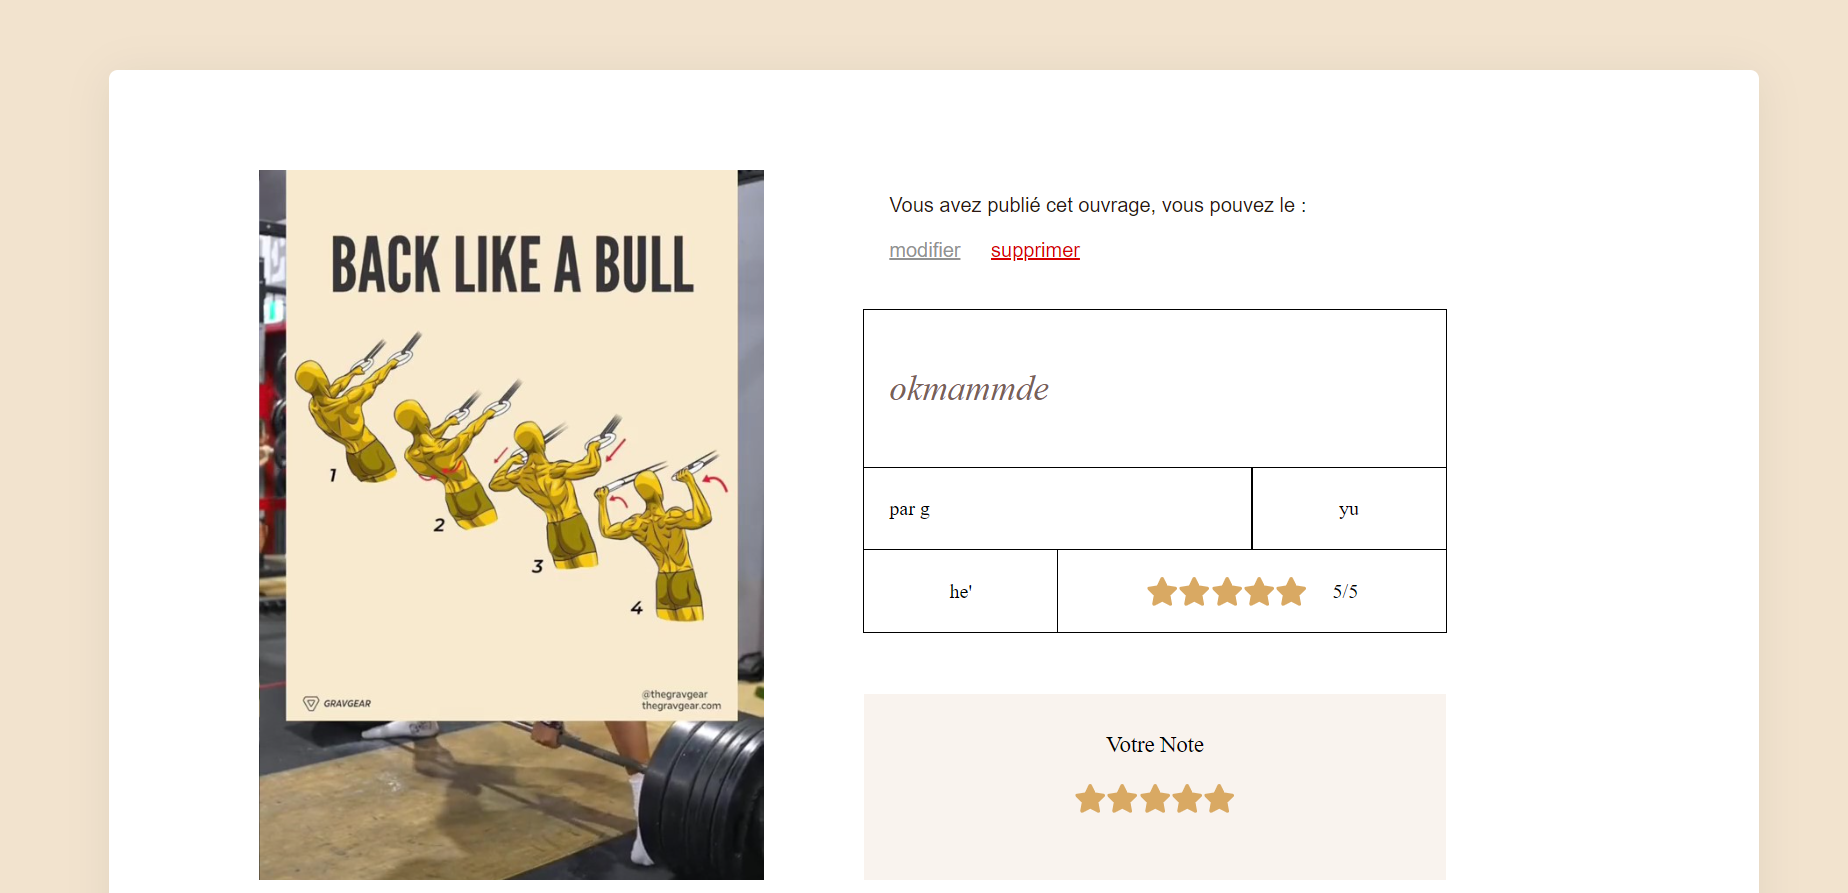 BACK LIKE A BULL
1
2
3
4
GRAVGEAR
@thegravgear
thegravgear.com
Vous avez publié cet ouvrage, vous pouvez le :
modifier supprimer
okmammde
par g
yu
he'
5/5
Votre Note